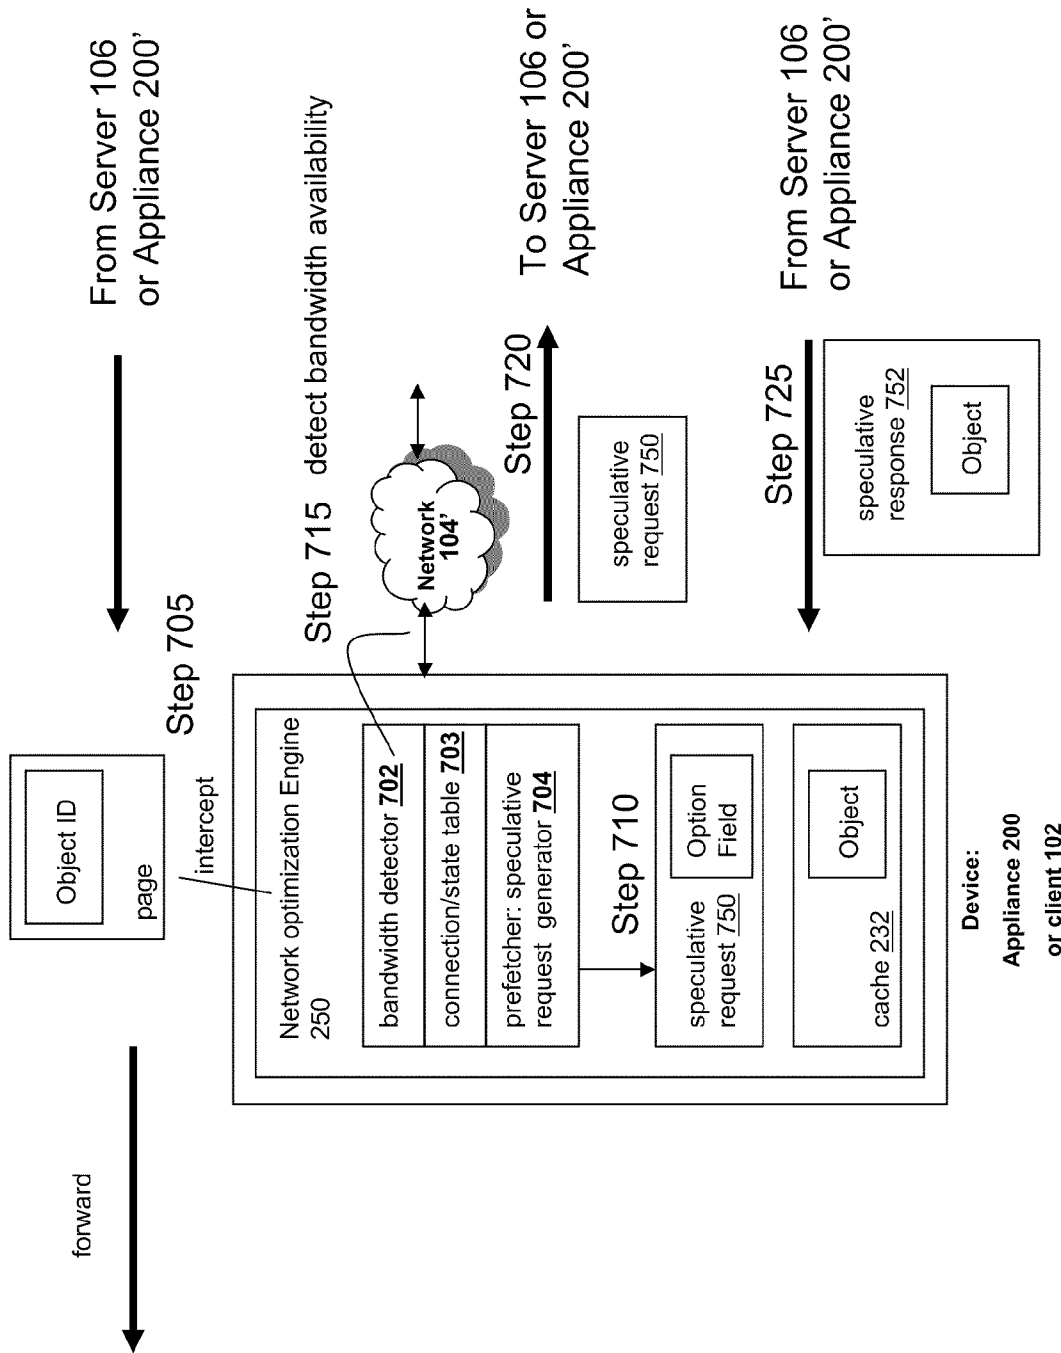 forward
Object ID
page
intercept
Step 705
From Server 106
or Appliance 200’
Network optimization Engine
250
bandwidth detector 702
connection/state table 703
prefetcher: speculative
request generator 704
Step 710
speculative
request 750
Option
Field
cache 232
Object
Device:
Appliance 200
or client 102
Step 715 detect bandwidth availability
Network
104’
Step 720
To Server 106 or
Appliance 200’
speculative
request 750
Step 725
From Server 106
or Appliance 200’
speculative
response 752
Object